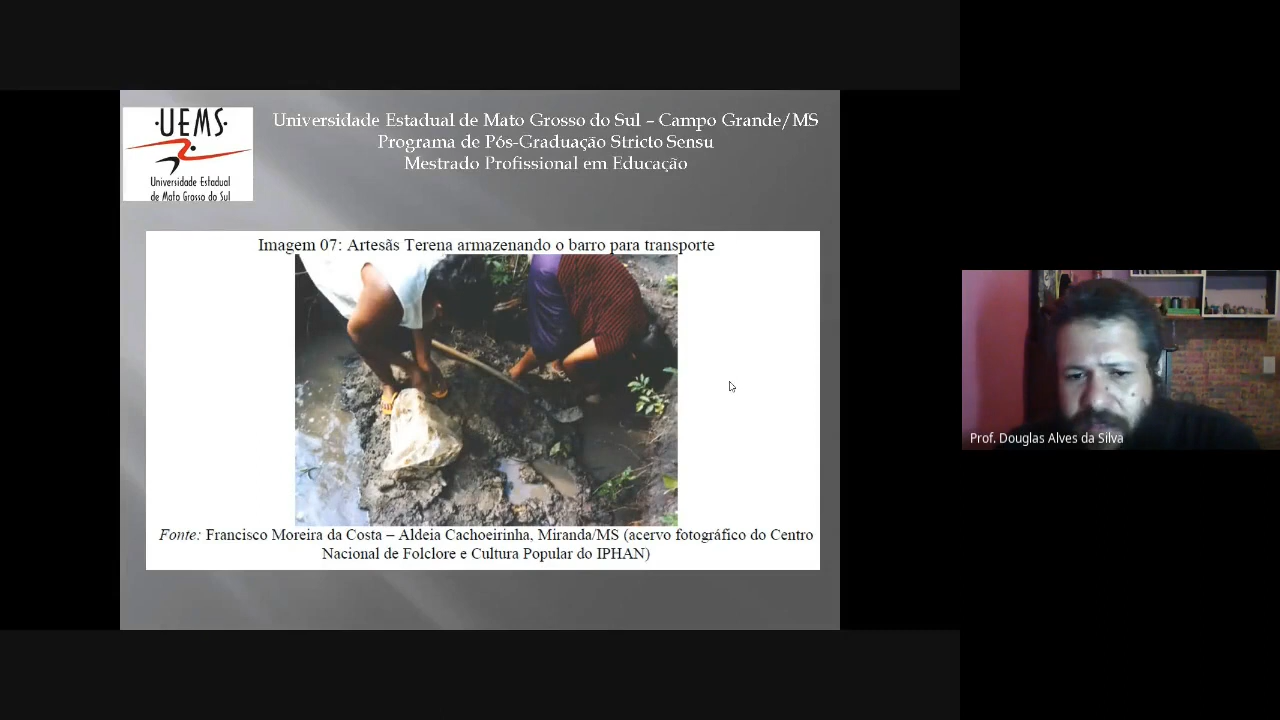 UEMS
Universidade Estadual
de Mato Grosso do Sul
Universidade Estadual de Mato Grosso do Sul – Campo Grande/MS
Programa de Pós-Graduação Stricto Sensu
Mestrado Profissional em Educação
Imagem 07: Artesãs Terena armazenando o barro para transporte
Fonte: Francisco Moreira da Costa – Aldeia Cachoeirinha, Miranda/MS (acervo fotográfico do Centro
Nacional de Folclore e Cultura Popular do IPHAN)
Prof. Douglas Alves da Silva